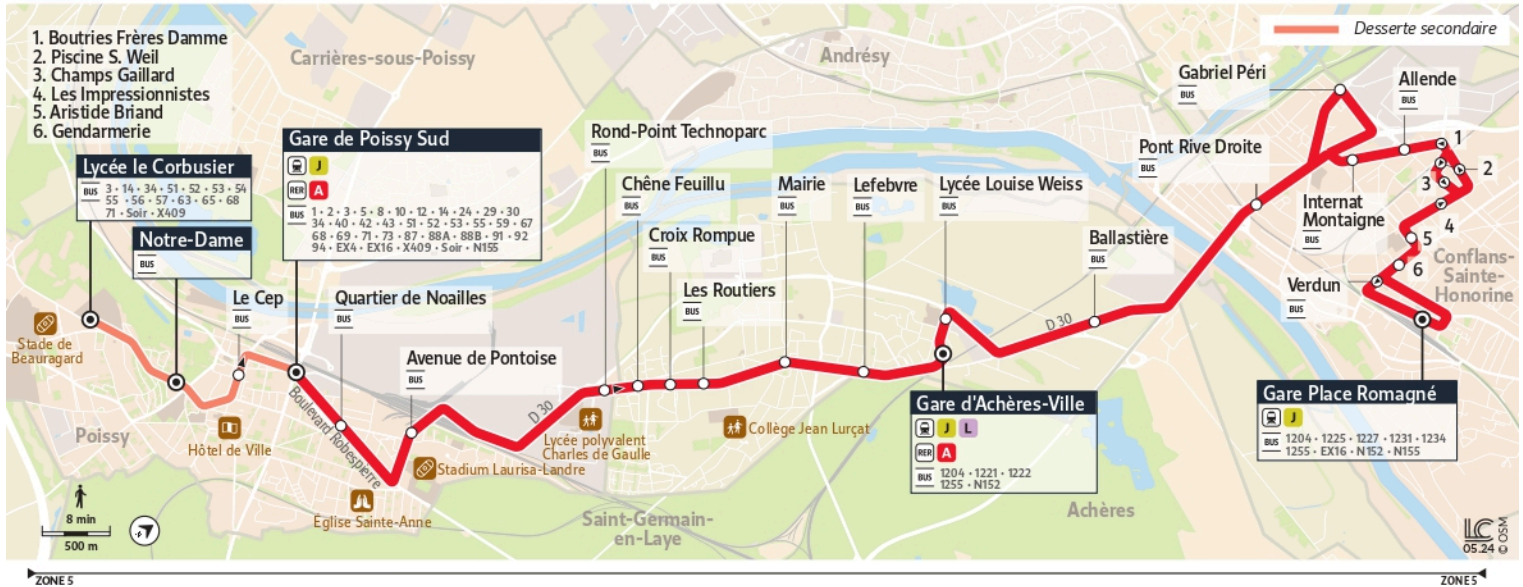 1. Boutries Frères Damme
2. Piscine S. Weil
3. Champs Gaillard
4. Les Impressionnistes
5. Aristide Briand
6. Gendarmerie
Carrières-sous-Poissy
Andrésy
Desserte secondaire
Lycée le Corbusier
BUS
3 · 14 · 34 · 51 · 52 · 53 · 54
55 · 56 · 57 · 63 · 65 · 68
71 · Soir · X409
Notre-Dame
BUS
Gare de Poissy Sud
J
RER A
BUS
1 · 2 · 3 · 5 · 8 · 10 · 12 · 14 · 24 · 29 · 30
34 · 40 · 42 · 43 · 51 · 52 · 53 · 55 · 59 · 67
68 · 69 · 71 · 73 · 87 · 88A · 88B · 91 · 92
94 · EX4 · EX16 · X409 · Soir · N155
Le Cep
BUS
Quartier de Noailles
BUS
Avenue de Pontoise
BUS
Rond-Point Technoparc
BUS
Chêne Feuillu
BUS
Croix Rompue
BUS
Les Routiers
BUS
Mairie
BUS
Lefebvre
BUS
Lycée Louise Weiss
BUS
Ballastière
BUS
Pont Rive Droite
BUS
Gabriel Péri
BUS
Allende
BUS
Internat
Montaigne
BUS
Verdun
BUS
1
2
3
4
5
6
Conflans-
Sainte-
Honorine
Gare d'Achères-Ville
J L
RER A
BUS
1204 · 1221 · 1222
1255 · N152
Gare Place Romagné
J
BUS
1204 · 1225 · 1227 · 1231 · 1234
1255 · EX16 · N152 · N155
Stade de
Beauragard
Poissy
Hôtel de Ville
Boulevard Robespierre
Église Sainte-Anne
Stadium Laurisa-Landre
D 30
Lycée polyvalent
Charles de Gaulle
Collège Jean Lurçat
D 30
Saint-Germain-
en-Laye
Achères
8 min
500 m
LC
05.24
© OSM
ZONE 5
ZONE 5